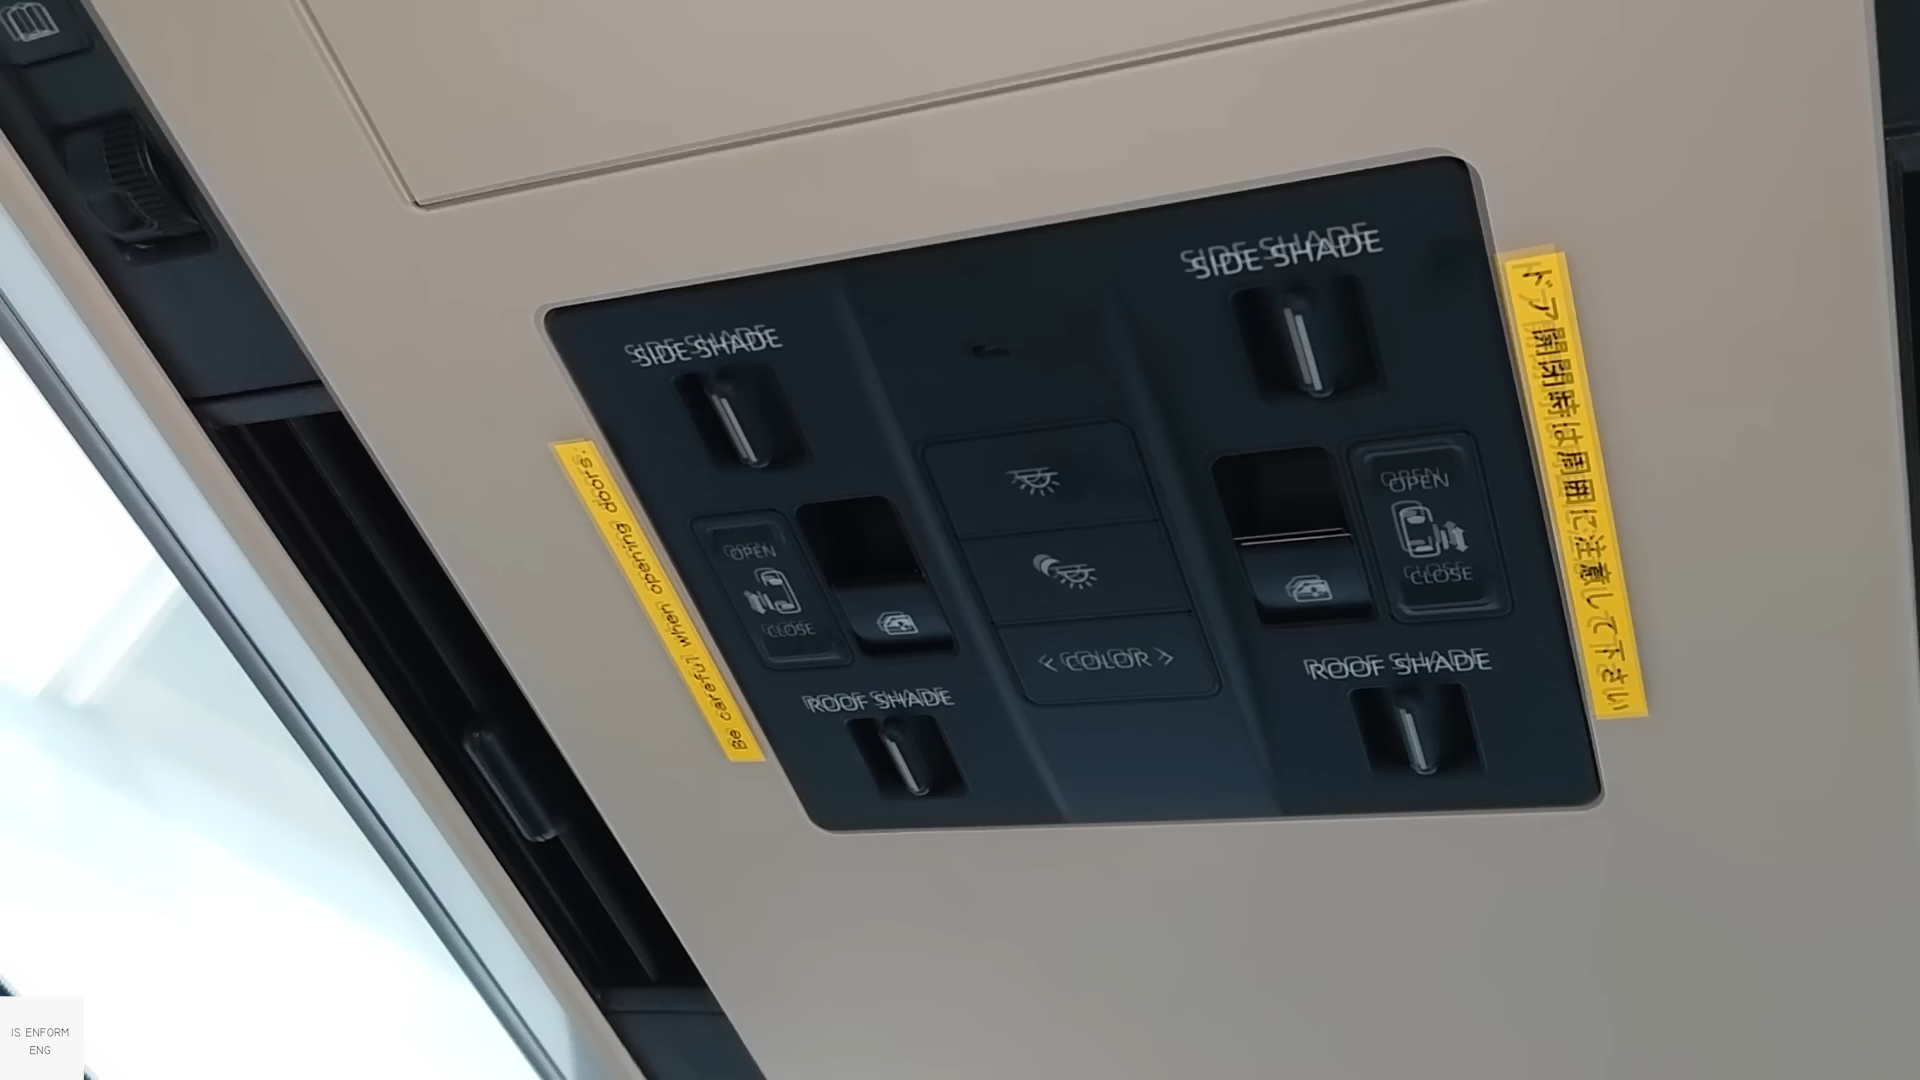 SIDE SHADE
SIDE SHADE
Be careful when opening doors.
OPEN
CLOSE
OPEN
CLOSE
ドア開閉時は周囲に注意して下さい
< COLOR >
ROOF SHADE
ROOF SHADE
IS ENFORM
ENG